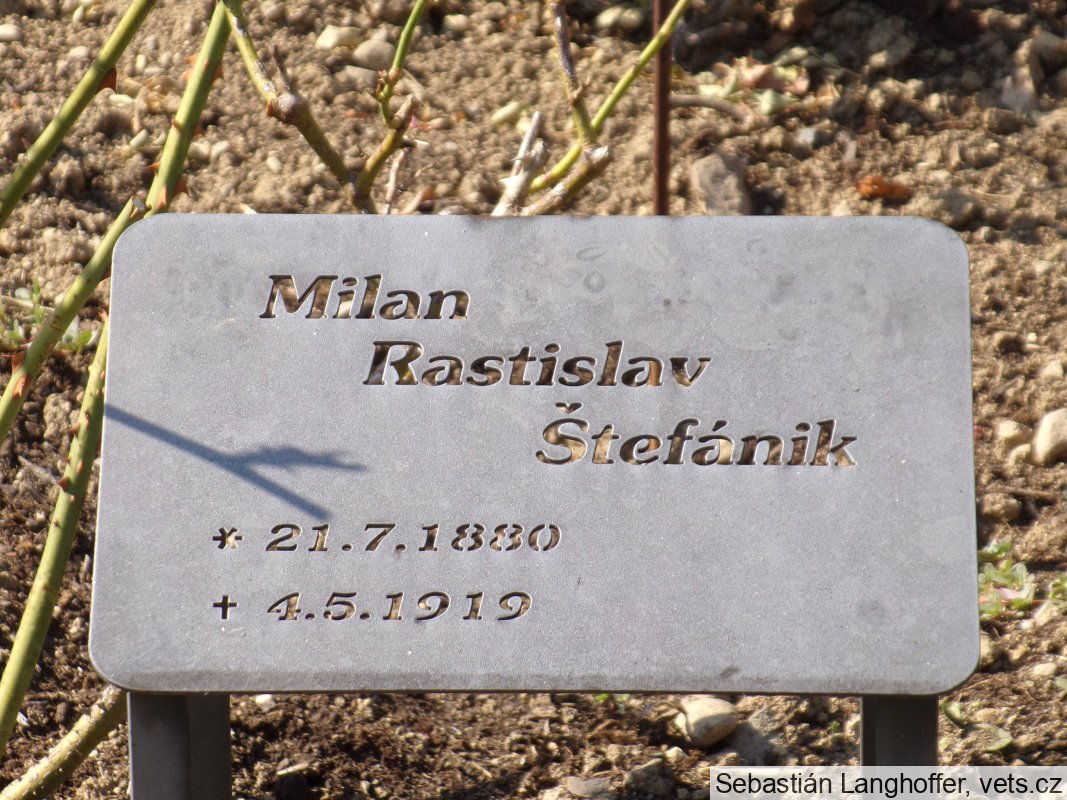 Milan
Rastislav
Štefánik
* 21.7.1880
+ 4.5.1919
Sebastián Langhoffer, vets.cz